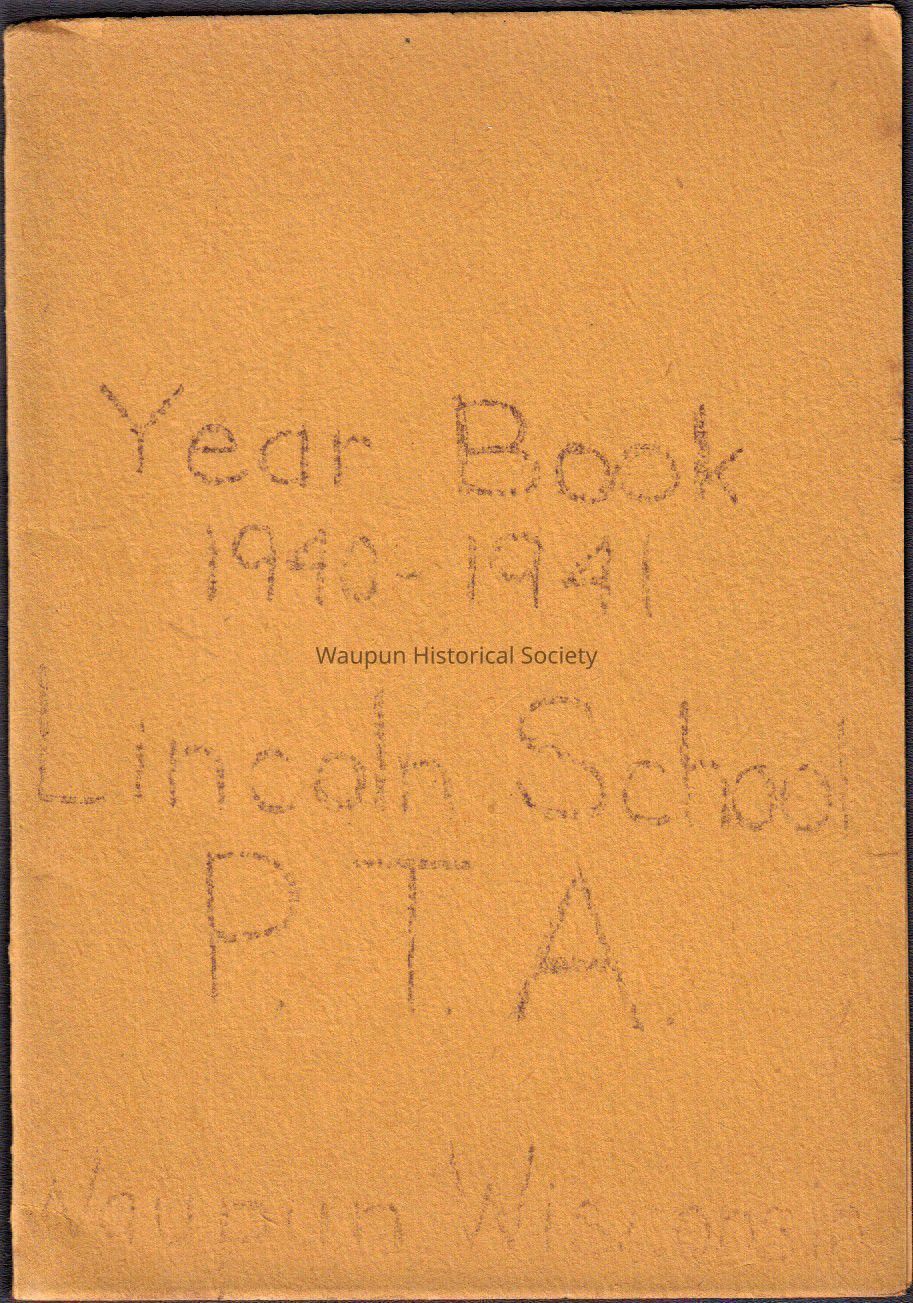 Year Book
1940-1941
Waupun Historical Society
Lincoln School
P.T.A.
Waupun Wisconsin